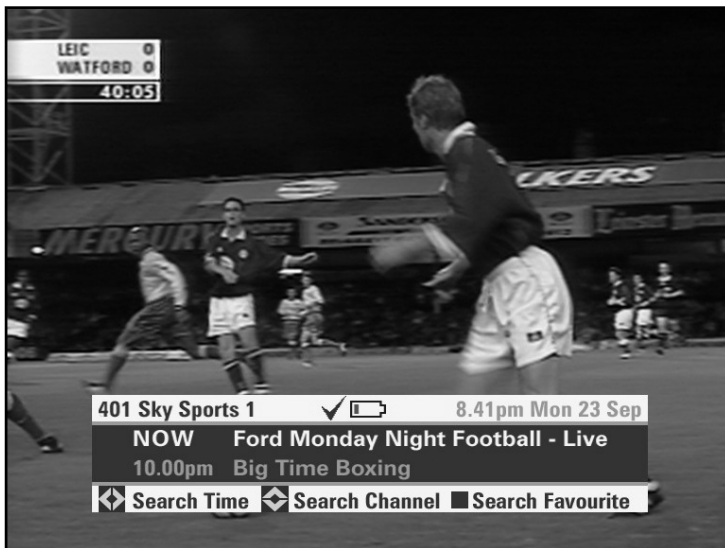 LEIC 0
WATFORD 0
40:05
WALKERS
MERCURY
401 Sky Sports 1 8.41pm Mon 23 Sep
NOW Ford Monday Night Football - Live
10.00pm Big Time Boxing
Search Time Search Channel Search Favourite